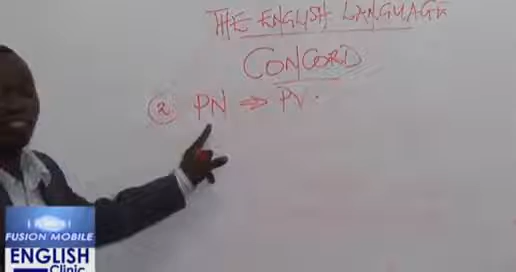 THE ENGLISH LANGUAGE
CONCORD
2. PN ⇒ PV.
FUSION MOBILE
ENGLISH
Clinic